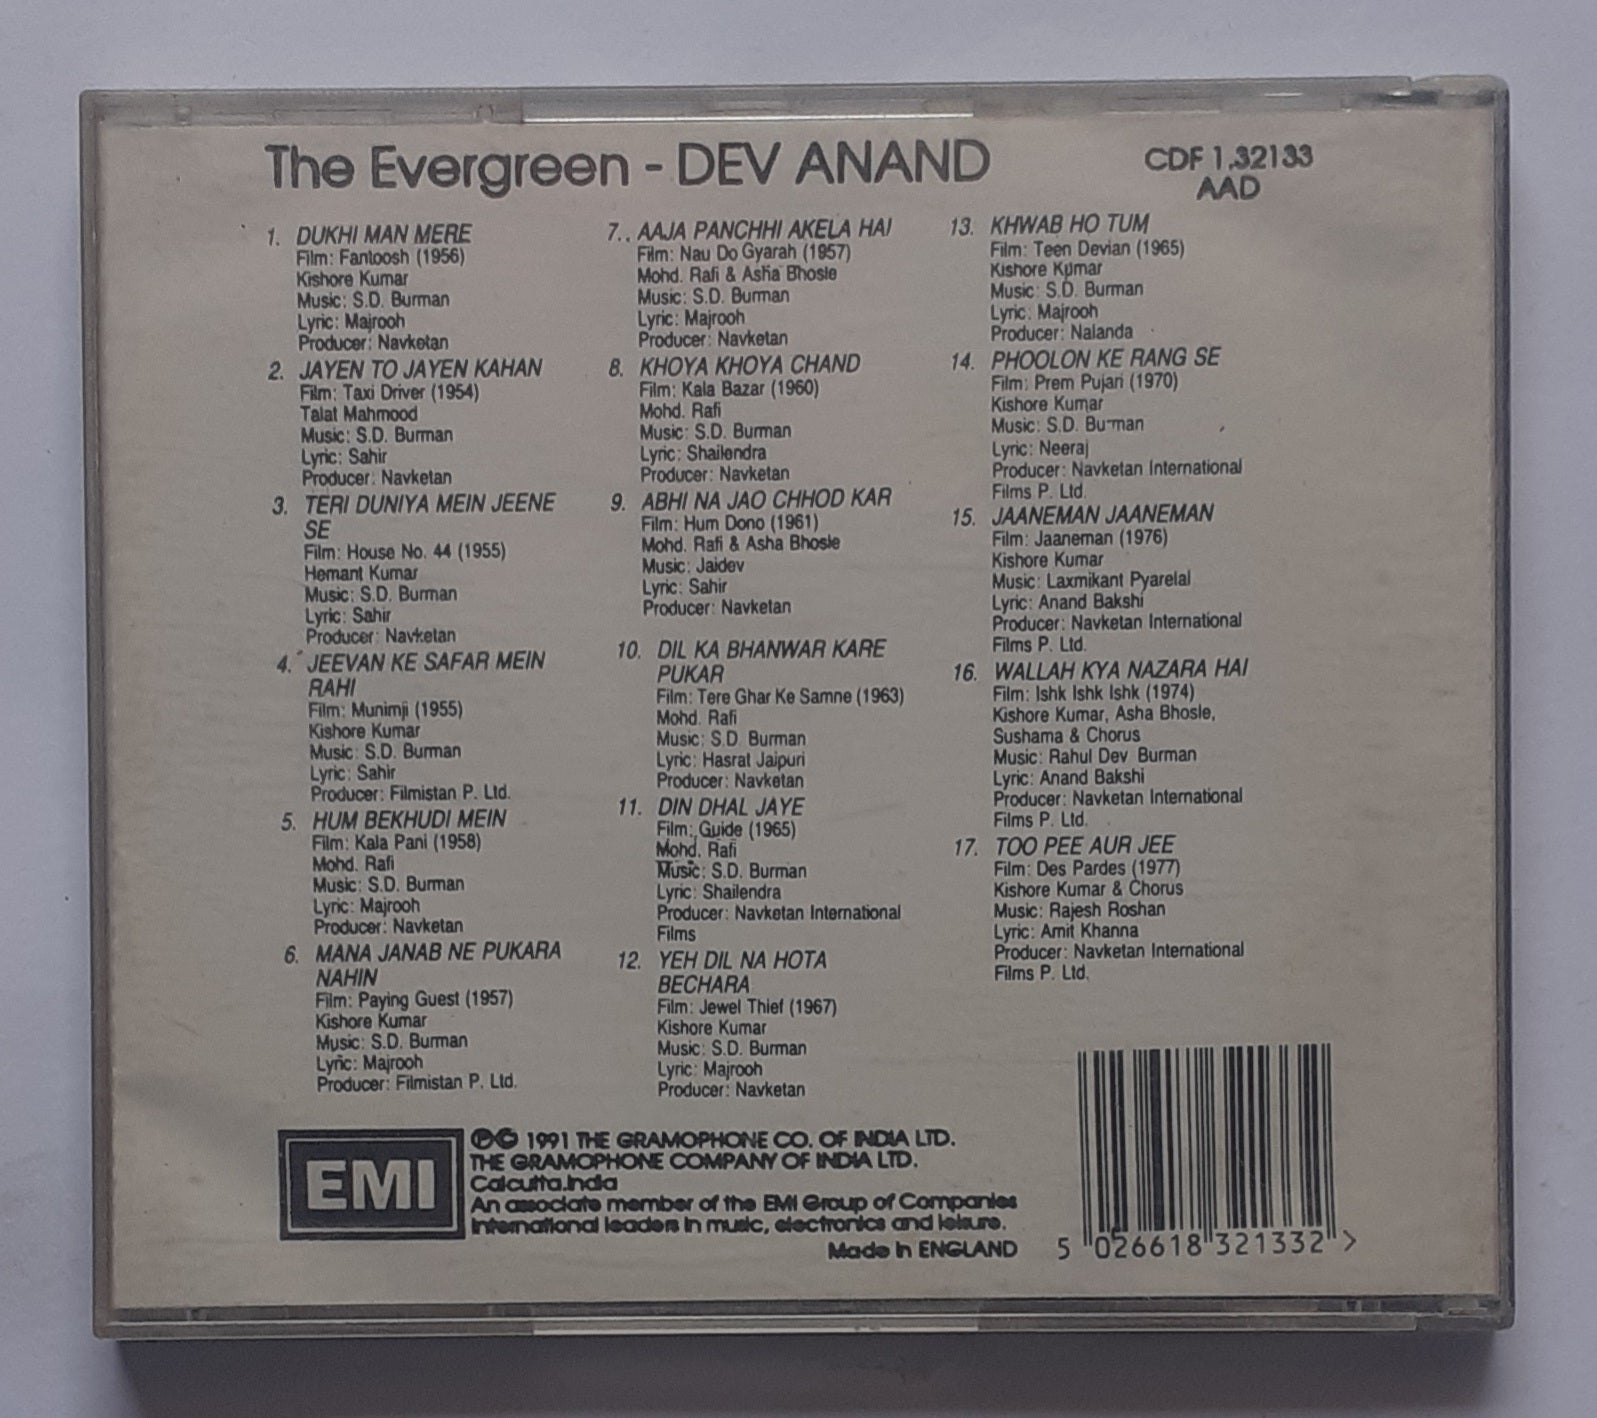 The Evergreen - DEV ANAND
CDF 1.32133
AAD
1. DUKHI MAN MERE
Film: Fantoosh (1956)
Kishore Kumar
Music: S.D. Burman
Lyric: Majrooh
Producer: Navketan
2. JAYEN TO JAYEN KAHAN
Film: Taxi Driver (1954)
Talat Mahmood
Music: S.D. Burman
Lyric: Sahir
Producer: Navketan
3. TERI DUNIYA MEIN JEENE
SE
Film: House No. 44 (1955)
Hemant Kumar
Music: S.D. Burman
Lyric: Sahir
Producer: Navketan
4. JEEVAN KE SAFAR MEIN
RAHI
Film: Munimji (1955)
Kishore Kumar
Music: S.D. Burman
Lyric: Sahir
Producer: Filmistan P. Ltd.
5. HUM BEKHUDI MEIN
Film: Kala Pani (1958)
Mohd. Rafi
Music: S.D. Burman
Lyric: Majrooh
Producer: Navketan
6. MANA JANAB NE PUKARA
NAHIN
Film: Paying Guest (1957)
Kishore Kumar
Music: S.D. Burman
Lyric: Majrooh
Producer: Filmistan P. Ltd.
7. AAJA PANCHHI AKELA HAI
Film: Nau Do Gyarah (1957)
Mohd. Rafi & Asha Bhosle
Music: S.D. Burman
Lyric: Majrooh
Producer: Navketan
8. KHOYA KHOYA CHAND
Film: Kala Bazar (1960)
Mohd. Rafi
Music: S.D. Burman
Lyric: Shailendra
Producer: Navketan
9. ABHI NA JAO CHHOD KAR
Film: Hum Dono (1961)
Mohd. Rafi & Asha Bhosle
Music: Jaidev
Lyric: Sahir
Producer: Navketan
10. DIL KA BHANWAR KARE
PUKAR
Film: Tere Ghar Ke Samne (1963)
Mohd. Rafi
Music: S.D. Burman
Lyric: Hasrat Jaipuri
Producer: Navketan
11. DIN DHAL JAYE
Film: Guide (1965)
Mohd. Rafi
Music: S.D. Burman
Lyric: Shailendra
Producer: Navketan International
Films
12. YEH DIL NA HOTA
BECHARA
Film: Jewel Thief (1967)
Kishore Kumar
Music: S.D. Burman
Lyric: Majrooh
Producer: Navketan
13. KHWAB HO TUM
Film: Teen Devian (1965)
Kishore Kumar
Music: S.D. Burman
Lyric: Majrooh
Producer: Nalanda
14. PHOOLON KE RANG SE
Film: Prem Pujari (1970)
Kishore Kumar
Music: S.D. Burman
Lyric: Neeraj
Producer: Navketan International
Films P. Ltd.
15. JAANEMAN JAANEMAN
Film: Jaaneman (1976)
Kishore Kumar
Music: Laxmikant Pyarelal
Lyric: Anand Bakshi
Producer: Navketan International
Films P. Ltd.
16. WALLAH KYA NAZARA HAI
Film: Ishk Ishk Ishk (1974)
Kishore Kumar, Asha Bhosle,
Sushama & Chorus
Music: Rahul Dev Burman
Lyric: Anand Bakshi
Producer: Navketan International
Films P. Ltd.
17. TOO PEE AUR JEE
Film: Des Pardes (1977)
Kishore Kumar & Chorus
Music: Rajesh Roshan
Lyric: Amit Khanna
Producer: Navketan International
Films P. Ltd.
EMI
℗© 1991 THE GRAMOPHONE CO. OF INDIA LTD.
THE GRAMOPHONE COMPANY OF INDIA LTD.
Calcutta.India
An associate member of the EMI Group of Companies
International leaders in music, electronics and leisure.
Made in ENGLAND
5 026618 321332 >